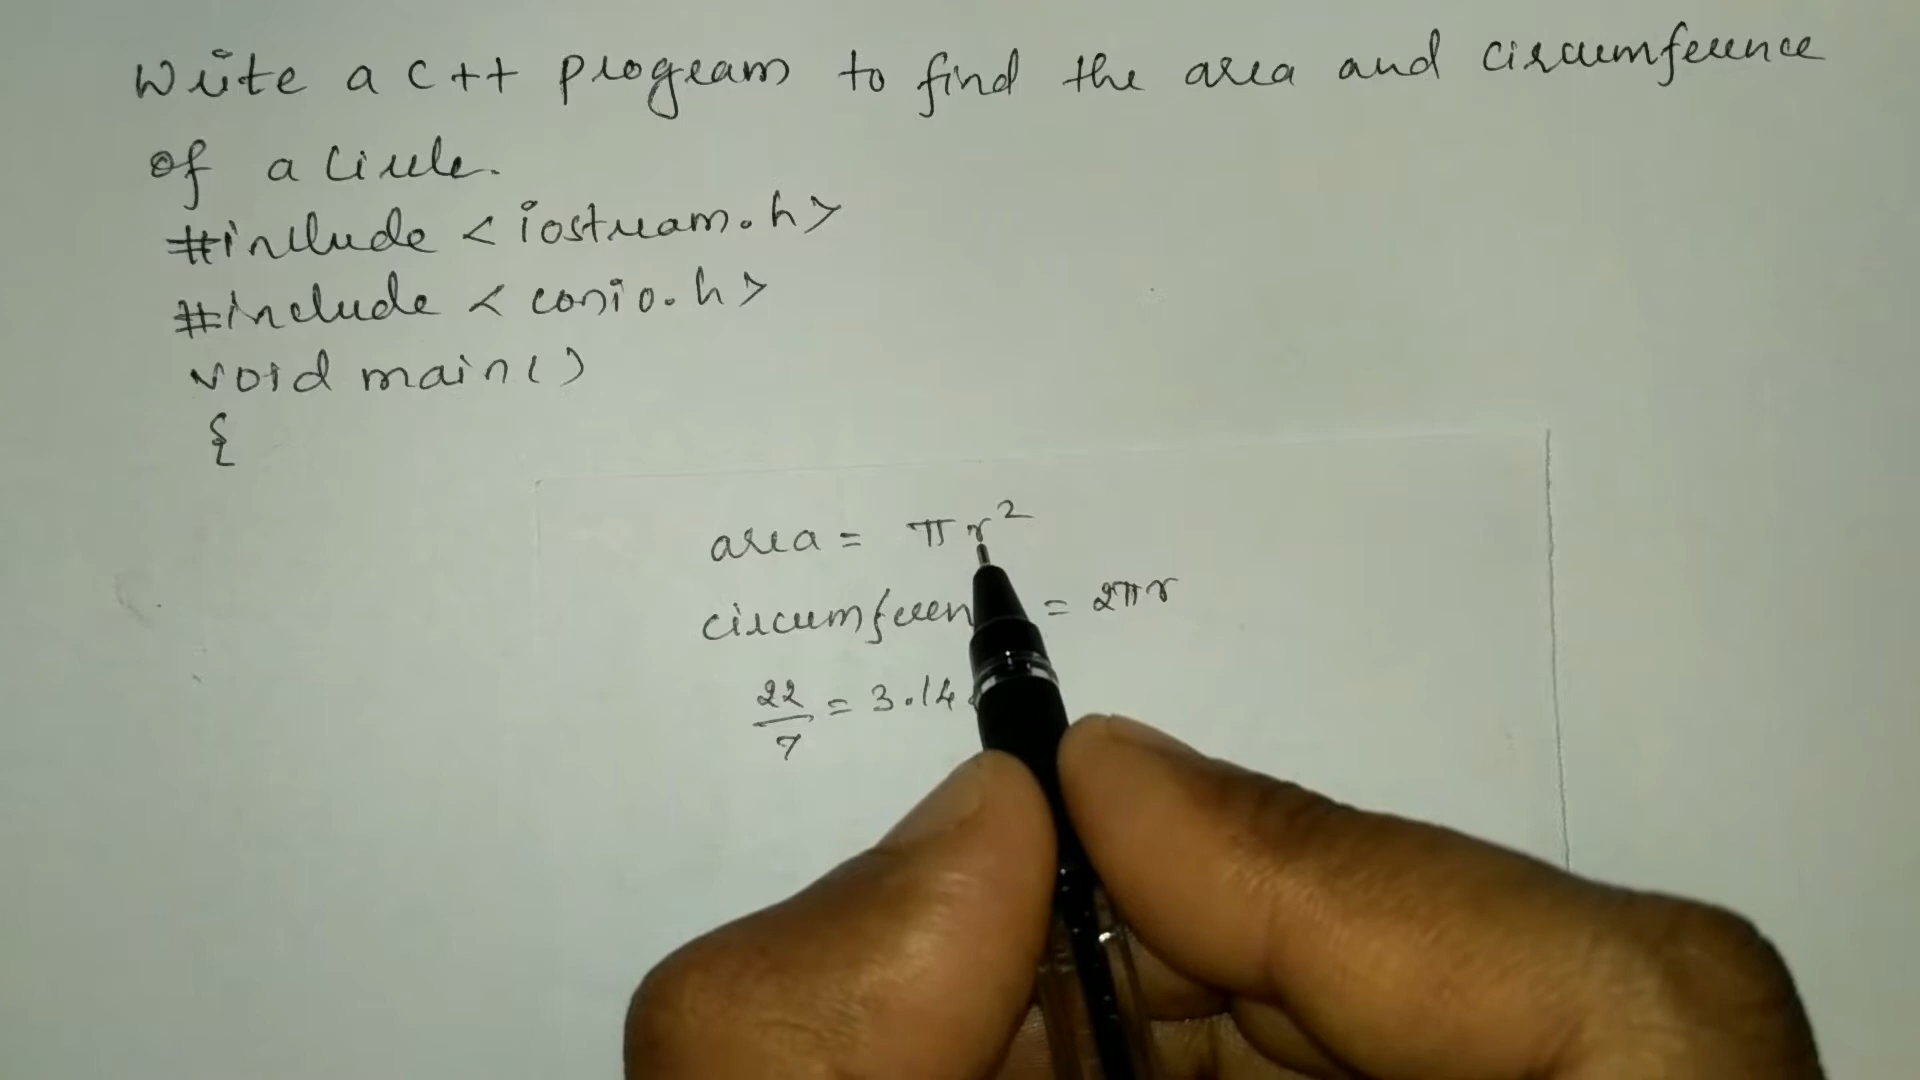 Write a C++ program to find the area and circumference
of a Circle.
#include < iostream.h>
#include < conio.h>
void main()
{
area = πr²
circumferen = 2πr
22/7 = 3.14